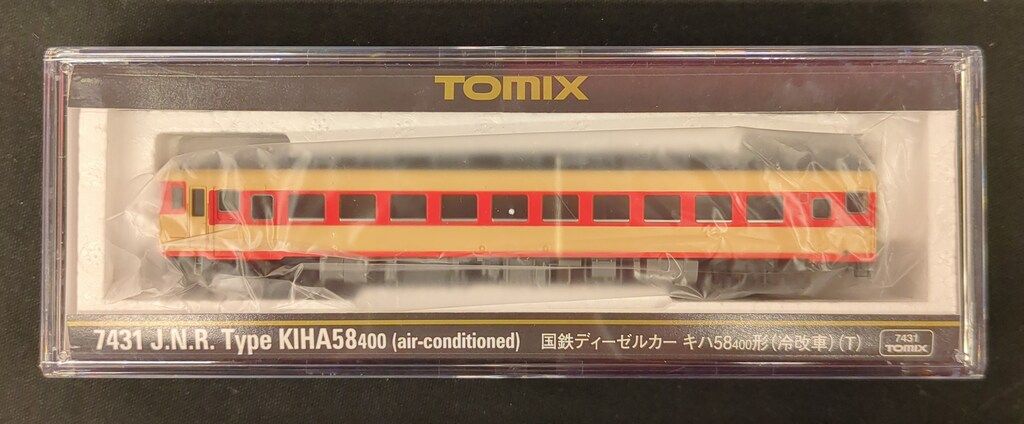 TOMIX
7431 J.N.R. Type KIHA58400 (air-conditioned) 国鉄ディーゼルカー キハ58400形(冷改車)(T)
7431
TOMIX